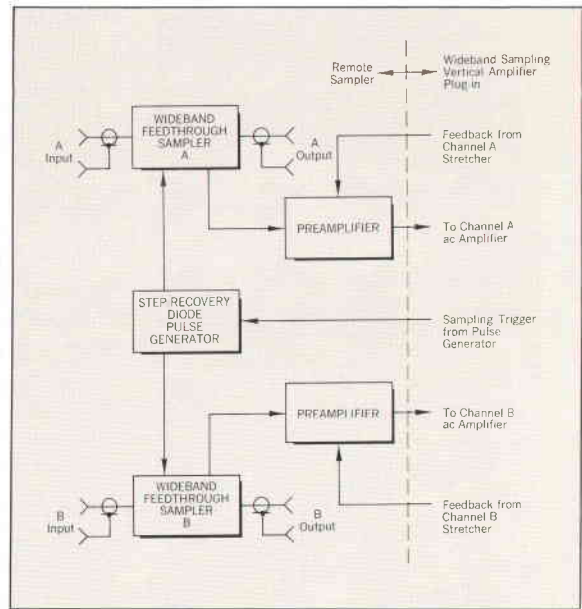 Remote
Sampler
Wideband Sampling
Vertical Amplifier
Plug-in
WIDEBAND
FEEDTHROUGH
SAMPLER
A
A
Input
A
Output
Feedback from
Channel A
Stretcher
PREAMPLIFIER
To Channel A
ac Amplifier
STEP RECOVERY
DIODE
PULSE
GENERATOR
Sampling Trigger
from Pulse
Generator
PREAMPLIFIER
To Channel B
ac Amplifier
WIDEBAND
FEEDTHROUGH
SAMPLER
B
B
Input
B
Output
Feedback from
Channel B
Stretcher